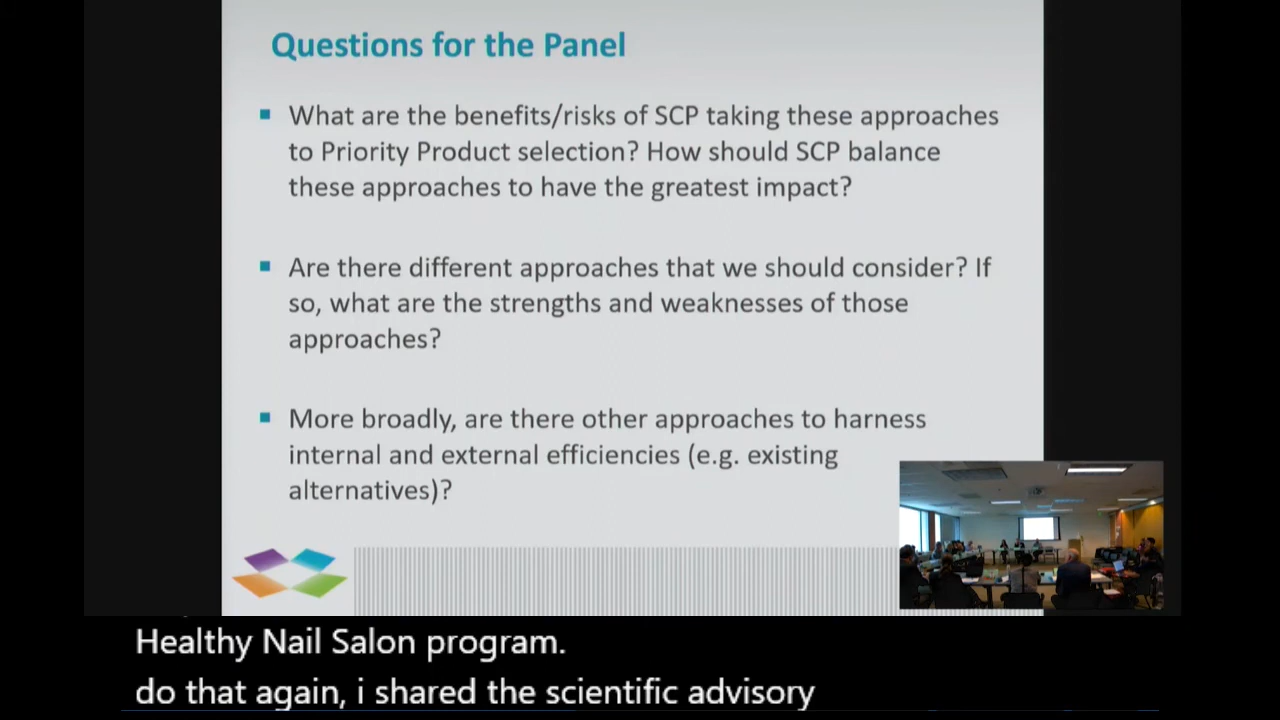 Questions for the Panel
What are the benefits/risks of SCP taking these approaches
to Priority Product selection? How should SCP balance
these approaches to have the greatest impact?
Are there different approaches that we should consider? If
so, what are the strengths and weaknesses of those
approaches?
More broadly, are there other approaches to harness
internal and external efficiencies (e.g. existing
alternatives)?
Healthy Nail Salon program.
do that again, i shared the scientific advisory